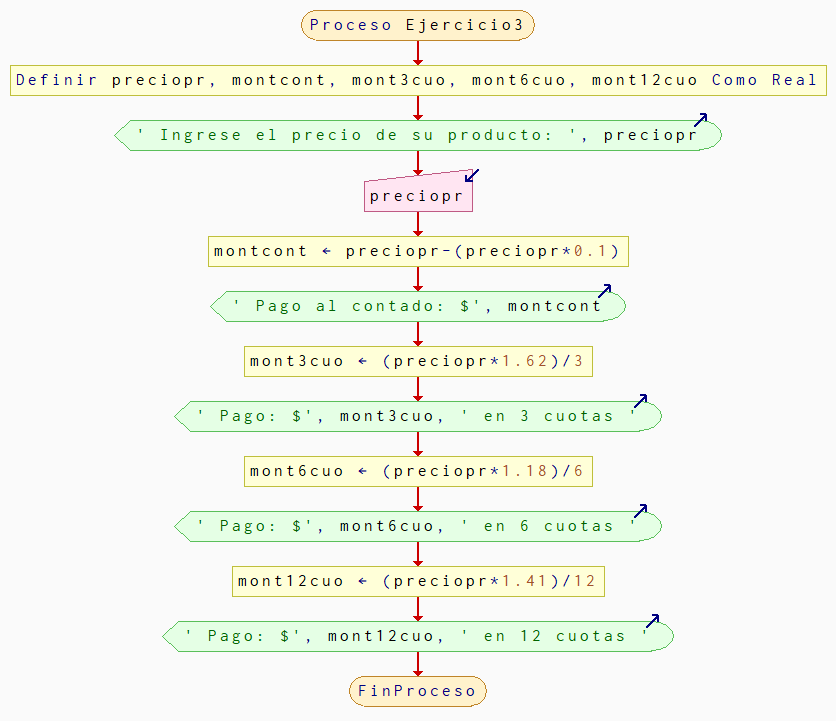 Proceso Ejercicio3
Definir preciopr, montcont, mont3cuo, mont6cuo, mont12cuo Como Real
' Ingrese el precio de su producto: ', preciopr
preciopr
montcont ← preciopr-(preciopr*0.1)
' Pago al contado: $', montcont
mont3cuo ← (preciopr*1.62)/3
' Pago: $', mont3cuo, ' en 3 cuotas '
mont6cuo ← (preciopr*1.18)/6
' Pago: $', mont6cuo, ' en 6 cuotas '
mont12cuo ← (preciopr*1.41)/12
' Pago: $', mont12cuo, ' en 12 cuotas '
FinProceso